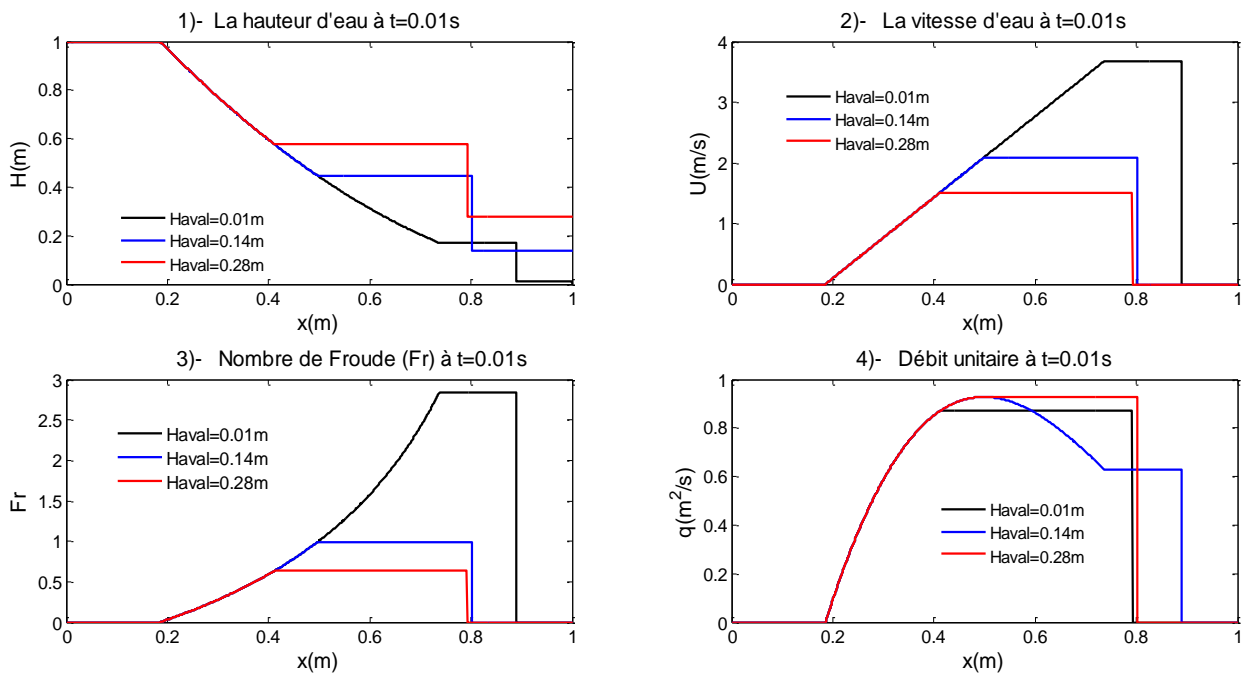 1)- La hauteur d'eau à t=0.01s
1
0.8
0.6
0.4
0.2
0
H(m)
Haval=0.01m
Haval=0.14m
Haval=0.28m
0 0.2 0.4 0.6 0.8 1
x(m)
2)- La vitesse d'eau à t=0.01s
4
3
2
1
0
U(m/s)
Haval=0.01m
Haval=0.14m
Haval=0.28m
0 0.2 0.4 0.6 0.8 1
x(m)
3)- Nombre de Froude (Fr) à t=0.01s
3
2.5
2
1.5
1
0.5
0
Fr
Haval=0.01m
Haval=0.14m
Haval=0.28m
0 0.2 0.4 0.6 0.8 1
x(m)
4)- Débit unitaire à t=0.01s
1
0.8
0.6
0.4
0.2
0
q(m²/s)
Haval=0.01m
Haval=0.14m
Haval=0.28m
0 0.2 0.4 0.6 0.8 1
x(m)